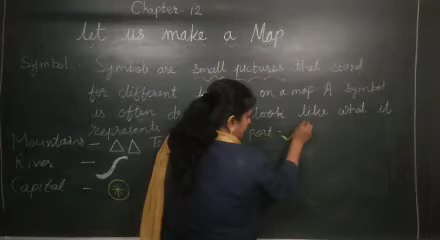 Chapter- 12
let us make a Map
Symbol - Symbols are small pictures that stand
for different on a map A symbol
is often look like what it
represents
Mountains - port -
River -
Capital -